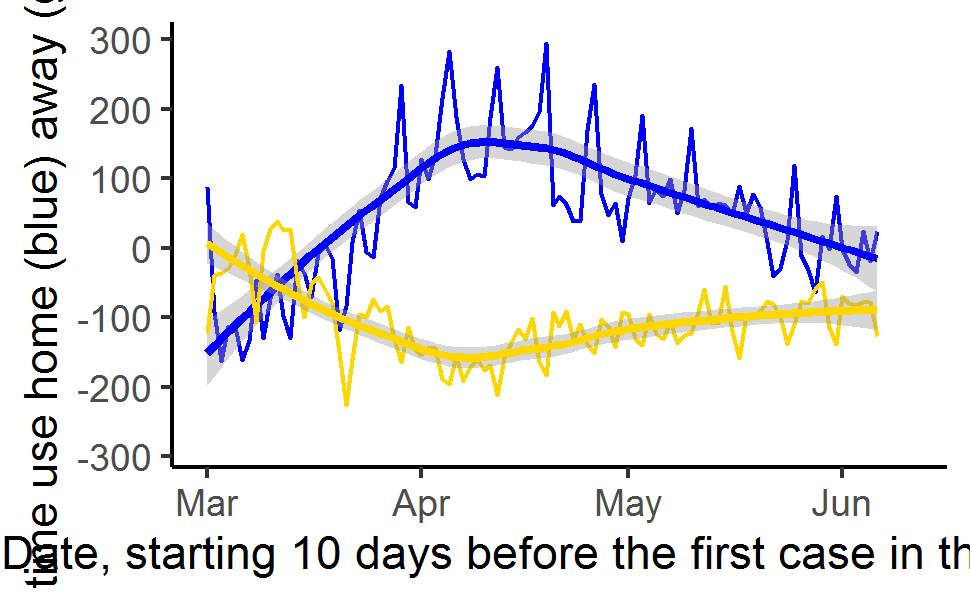 time use home (blue) away (g
300
200
100
0
-100
-200
-300
Mar Apr May Jun
Date, starting 10 days before the first case in th